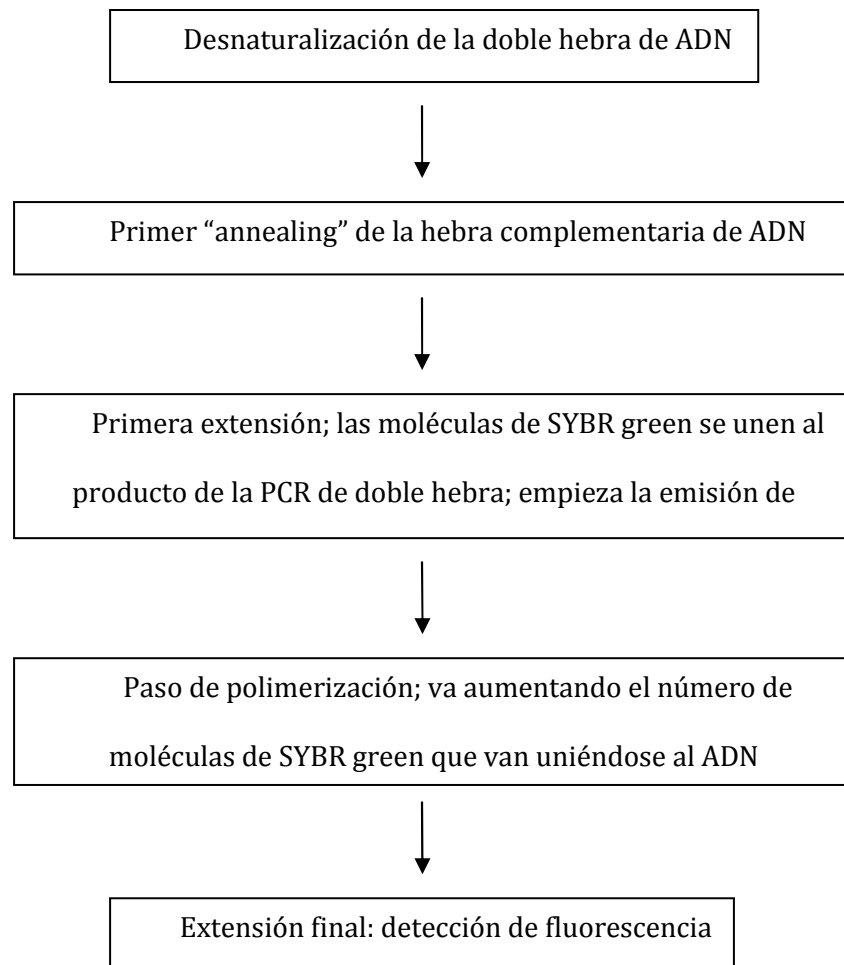 Desnaturalización de la doble hebra de ADN
Primer “annealing” de la hebra complementaria de ADN
Primera extensión; las moléculas de SYBR green se unen al
producto de la PCR de doble hebra; empieza la emisión de
Paso de polimerización; va aumentando el número de
moléculas de SYBR green que van uniéndose al ADN
Extensión final: detección de fluorescencia